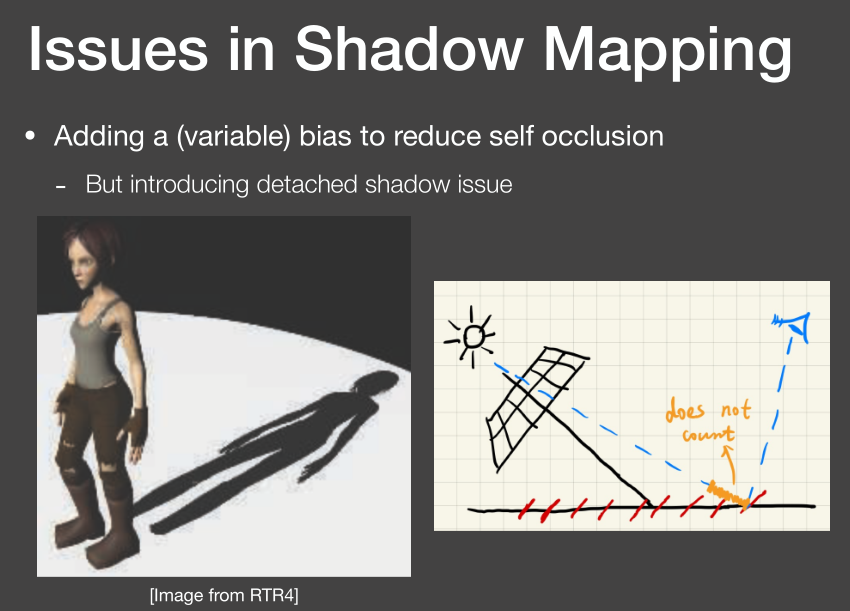 Issues in Shadow Mapping
• Adding a (variable) bias to reduce self occlusion
- But introducing detached shadow issue
does not
count
[Image from RTR4]